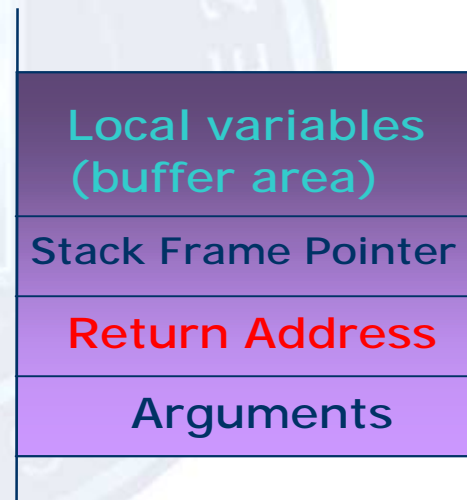 Local variables
(buffer area)
Stack Frame Pointer
Return Address
Arguments